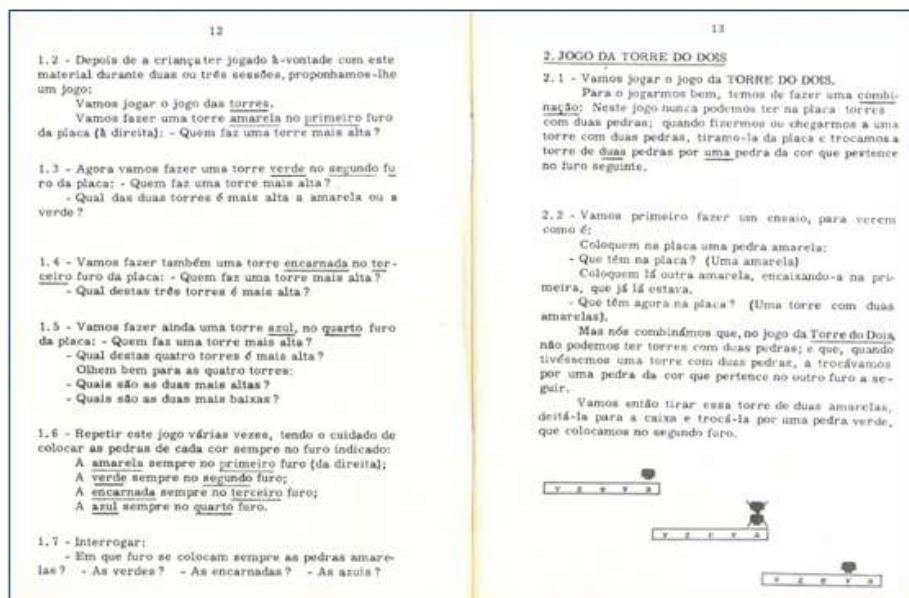 12
1.2 - Depois de a criança ter jogado à-vontade com este
material durante duas ou três sessões, proponhamos-lhe
um jogo:
Vamos jogar o jogo das torres.
Vamos fazer uma torre amarela no primeiro furo
da placa (à direita): - Quem faz uma torre mais alta?
1.3 - Agora vamos fazer uma torre verde no segundo fu
ro da placa: - Quem faz uma torre mais alta?
- Qual das duas torres é mais alta a amarela ou a
verde?
1.4 - Vamos fazer também uma torre encarnada no ter-
ceiro furo da placa: - Quem faz uma torre mais alta?
- Qual destas três torres é mais alta?
1.5 - Vamos fazer ainda uma torre azul, no quarto furo
da placa: - Quem faz uma torre mais alta?
- Qual destas quatro torres é mais alta?
Olhem bem para as quatro torres:
- Quais são as duas mais altas?
- Quais são as duas mais baixas?
1.6 - Repetir este jogo várias vezes, tendo o cuidado de
colocar as pedras de cada cor sempre no furo indicado:
A amarela sempre no primeiro furo (da direita);
A verde sempre no segundo furo;
A encarnada sempre no terceiro furo;
A azul sempre no quarto furo.
1.7 - Interrogar:
- Em que furo se colocam sempre as pedras amare-
las? - As verdes? - As encarnadas? - As azuis?
13
2. JOGO DA TORRE DO DOIS
2.1 - Vamos jogar o jogo da TORRE DO DOIS.
Para o jogarmos bem, temos de fazer uma combi-
nação: Neste jogo nunca podemos ter na placa torres
com duas pedras; quando fizermos ou chegarmos a uma
torre com duas pedras, tiramo-la da placa e trocamos a
torre de duas pedras por uma pedra da cor que pertence
no furo seguinte.
2.2 - Vamos primeiro fazer um ensaio, para verem
como é:
Coloquem na placa uma pedra amarela:
- Que têm na placa? (Uma amarela)
Coloquem lá outra amarela, encaixando-a na pri-
meira, que já lá estava.
- Que têm agora na placa? (Uma torre com duas
amarelas).
Mas nós combinámos que, no jogo da Torre do Dois,
não podemos ter torres com duas pedras; e que, quando
tivéssemos uma torre com duas pedras, a trocávamos
por uma pedra da cor que pertence no outro furo a se-
guir.
Vamos então tirar essa torre de duas amarelas,
deitá-la para a caixa e trocá-la por uma pedra verde,
que colocamos no segundo furo.
v z e v a
v z e v a
v z e v a